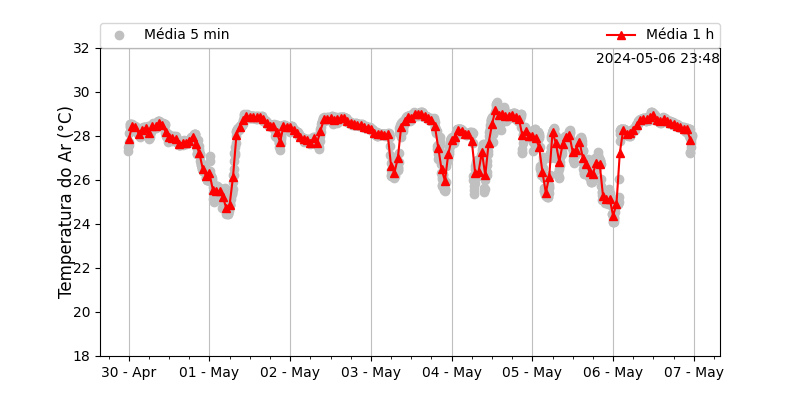 Média 5 min
Média 1 h
2024-05-06 23:48
Temperatura do Ar (°C)
32
30
28
26
24
22
20
18
30 - Apr
01 - May
02 - May
03 - May
04 - May
05 - May
06 - May
07 - May